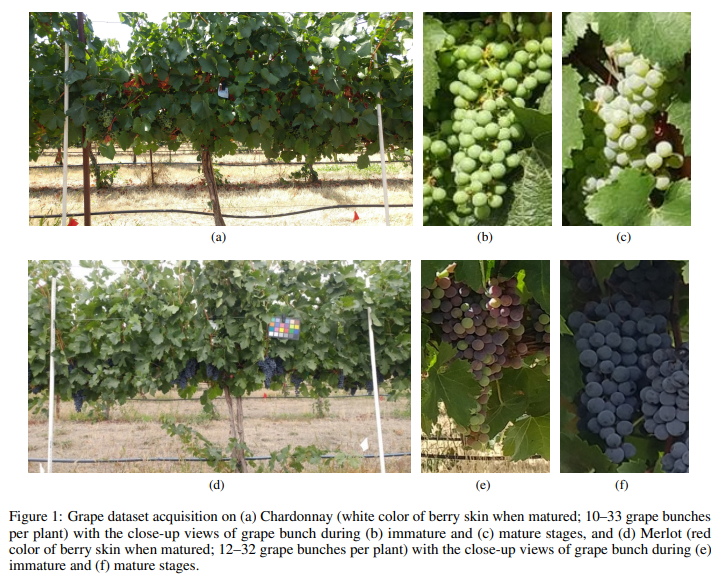 (a)
(b)
(c)
(d)
(e)
(f)
Figure 1: Grape dataset acquisition on (a) Chardonnay (white color of berry skin when matured; 10–33 grape bunches
per plant) with the close-up views of grape bunch during (b) immature and (c) mature stages, and (d) Merlot (red
color of berry skin when matured; 12–32 grape bunches per plant) with the close-up views of grape bunch during (e)
immature and (f) mature stages.